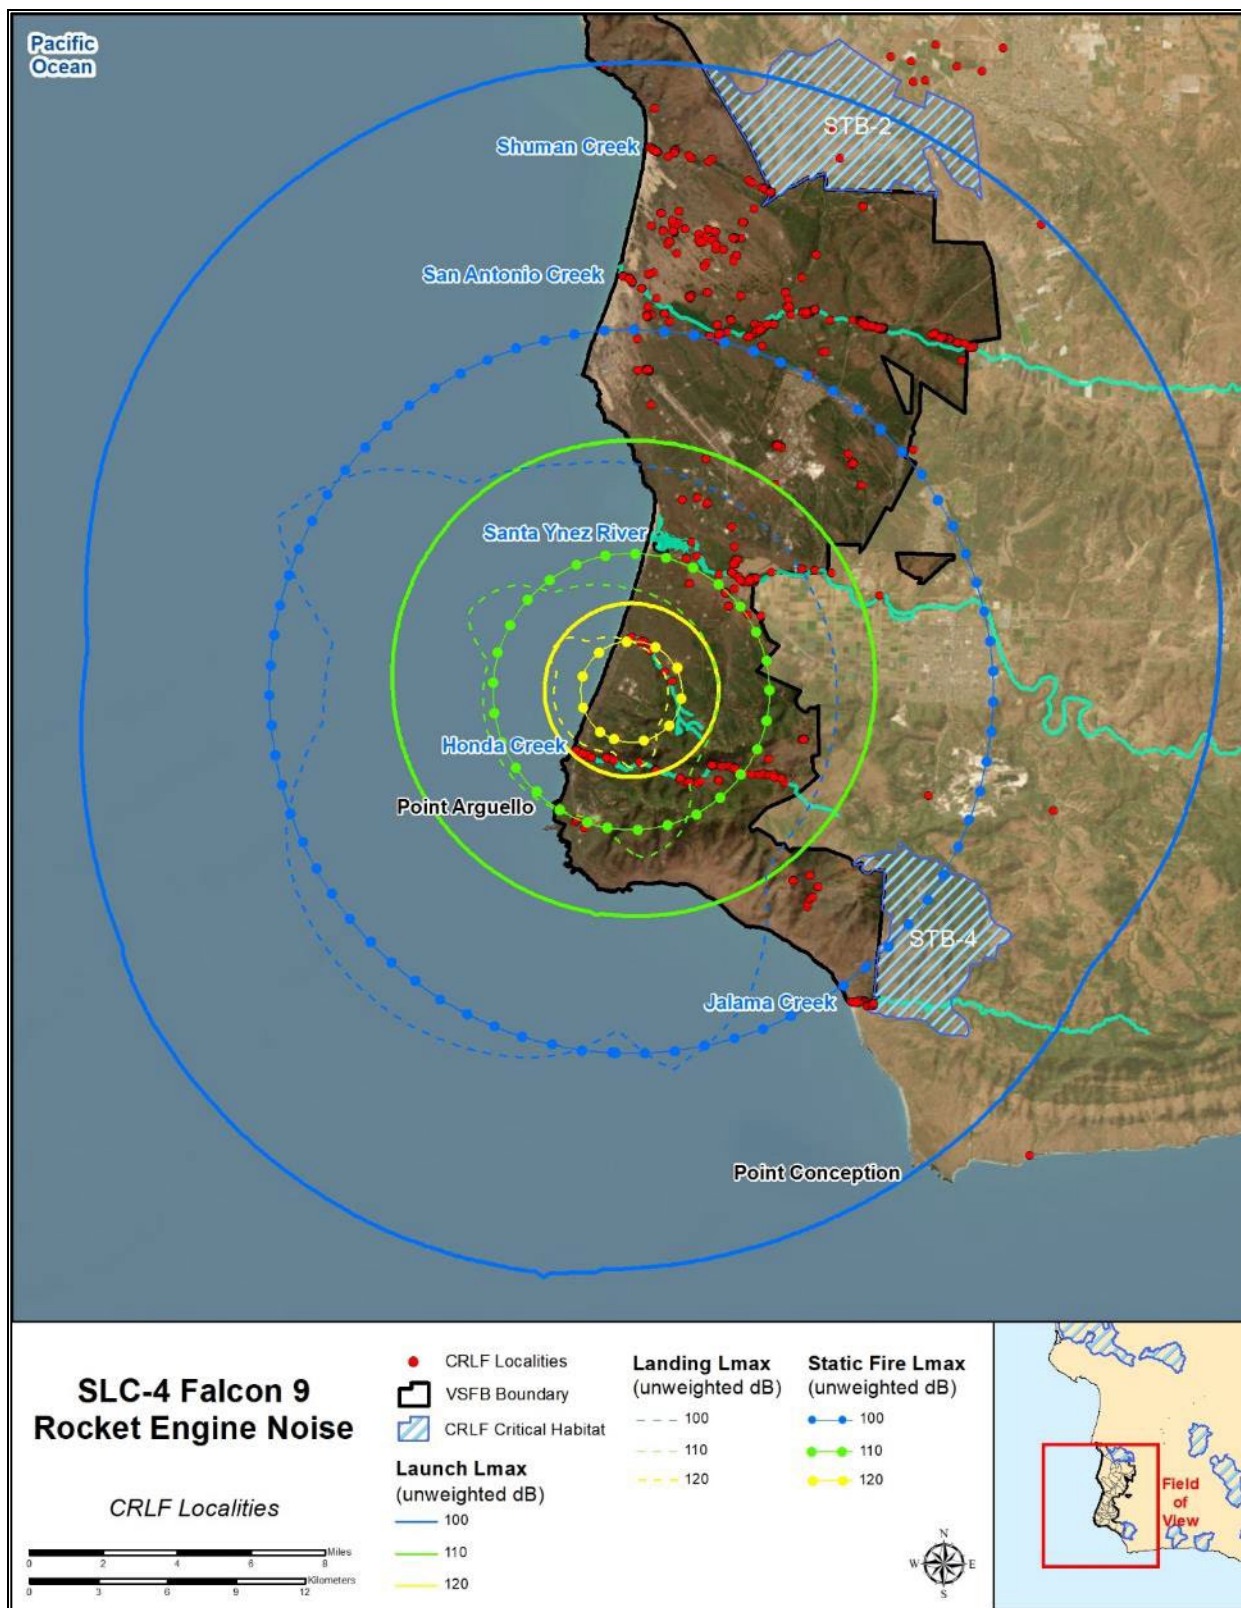 Pacific
Ocean
STB-2
Shuman Creek
San Antonio Creek
Santa Ynez River
Honda Creek
Point Arguello
STB-4
Jalama Creek
Point Conception
SLC-4 Falcon 9
Rocket Engine Noise
CRLF Localities
Miles
0 2 4 6 8
Kilometers
0 3 6 9 12
CRLF Localities
VSFB Boundary
CRLF Critical Habitat
Launch Lmax
(unweighted dB)
100
110
120
Landing Lmax
(unweighted dB)
100
110
120
Static Fire Lmax
(unweighted dB)
100
110
120
N
W E
S
Field
of
View